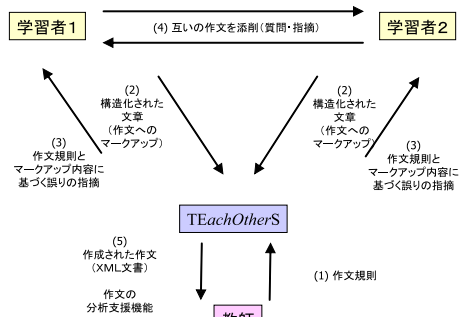 学習者1
学習者2
(4) 互いの作文を添削(質問・指摘)
(2)
構造化された
文章
(作文への
マークアップ)
(2)
構造化された
文章
(作文への
マークアップ)
(3)
作文規則と
マークアップ内容に
基づく誤りの指摘
(3)
作文規則と
マークアップ内容に
基づく誤りの指摘
TEachOtherS
(5)
作成された作文
(XML文書)
作文の
分析支援機能
(1) 作文規則
教師